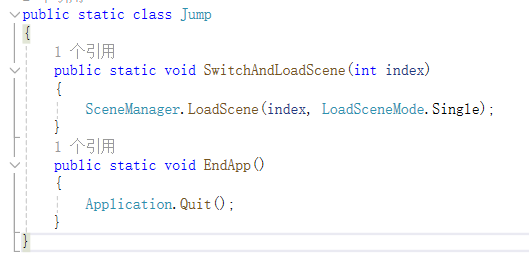 public static class Jump
{
1 个引用
public static void SwitchAndLoadScene(int index)
{
SceneManager.LoadScene(index, LoadSceneMode.Single);
}
1 个引用
public static void EndApp()
{
Application.Quit();
}
}